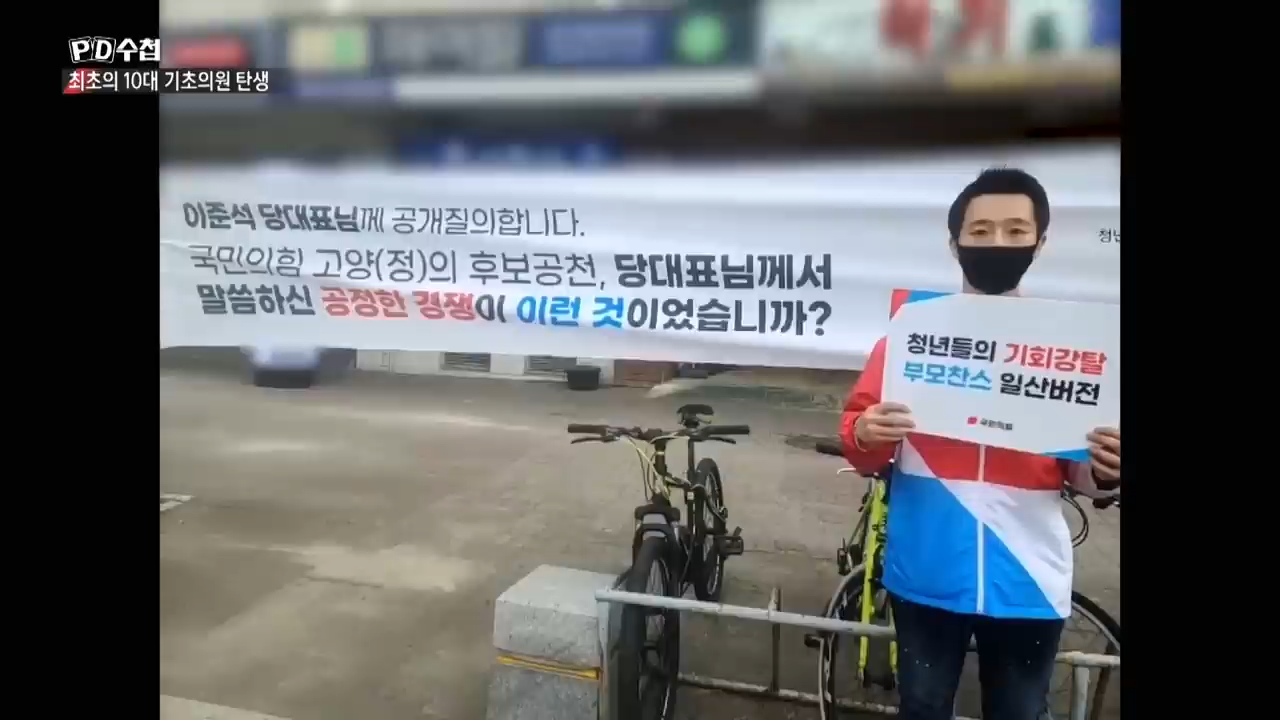 PD수첩
최초의 10대 기초의원 탄생
이준석 당대표님께 공개질의합니다.
국민의힘 고양(정)의 후보공천, 당대표님께서
말씀하신 공정한 경쟁이 이런 것이었습니까?
청년들의 기회강탈
부모찬스 일산버전
국민의힘